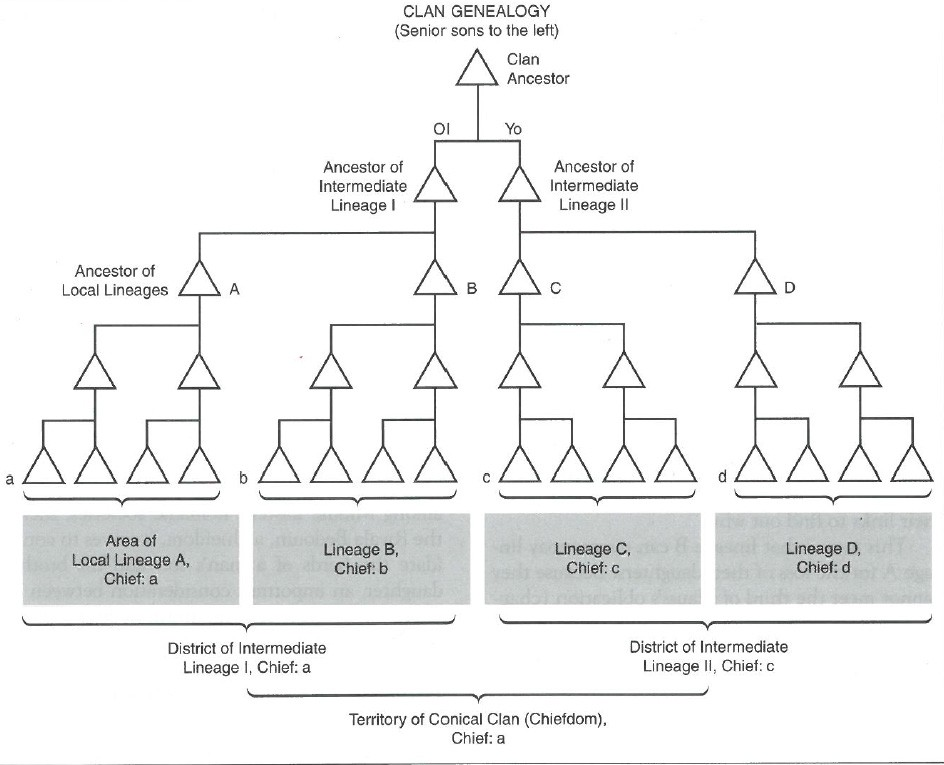 CLAN GENEALOGY
(Senior sons to the left)
Clan
Ancestor
Ol
Yo
Ancestor of
Intermediate
Lineage I
Ancestor of
Intermediate
Lineage II
Ancestor of
Local Lineages
A
B
C
D
a
b
c
d
Area of
Local Lineage A,
Chief: a
Lineage B,
Chief: b
Lineage C,
Chief: c
Lineage D,
Chief: d
District of Intermediate
Lineage I, Chief: a
District of Intermediate
Lineage II, Chief: c
Territory of Conical Clan (Chiefdom),
Chief: a